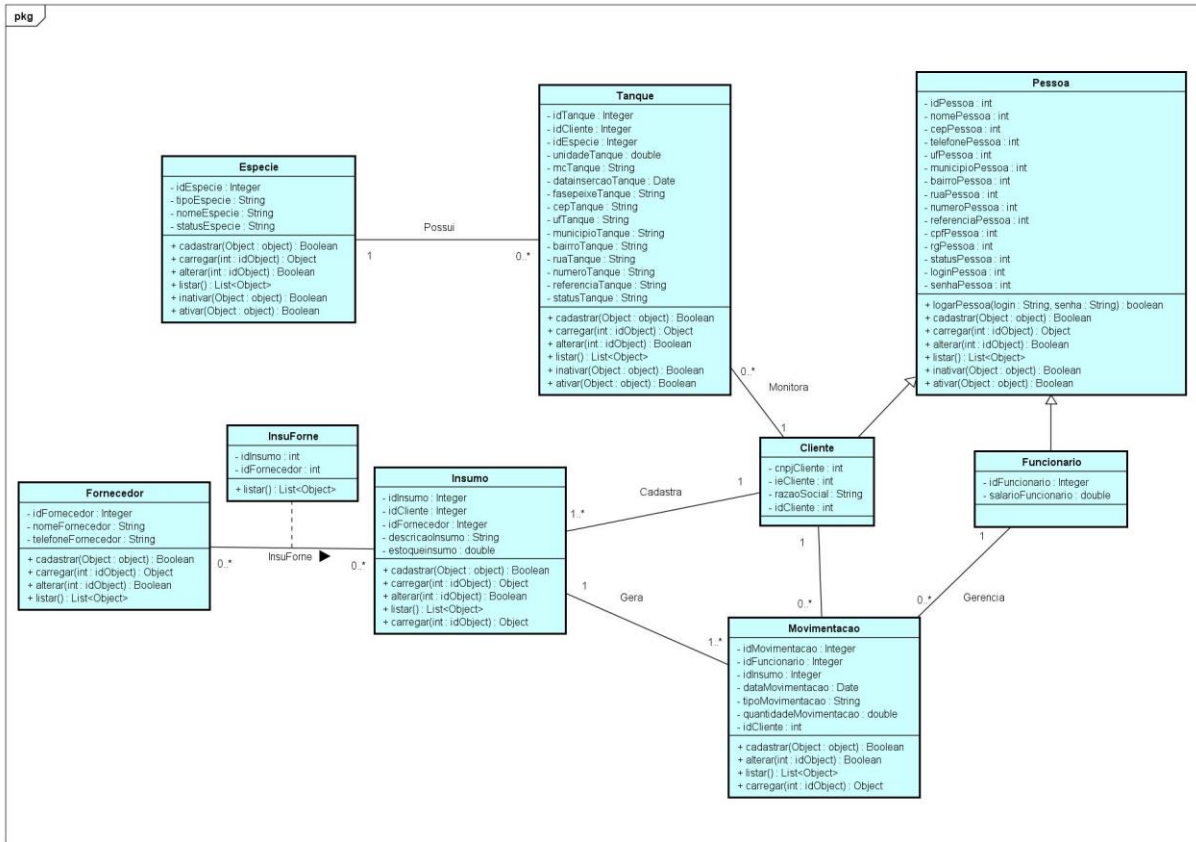 pkg
Tanque
- idTanque : Integer
- idCliente : Integer
- idEspecie : Integer
- unidadeTanque : double
- mcTanque : String
- datainsercaoTanque : Date
- fasepeixeTanque : String
- cepTanque : String
- ufTanque : String
- municipioTanque : String
- bairroTanque : String
- ruaTanque : String
- numeroTanque : String
- referenciaTanque : String
- statusTanque : String
+ cadastrar(Object : object) : Boolean
+ carregar(int : idObject) : Object
+ alterar(int : idObject) : Boolean
+ listar() : List<Object>
+ inativar(Object : object) : Boolean
+ ativar(Object : object) : Boolean
Pessoa
- idPessoa : int
- nomePessoa : int
- cepPessoa : int
- telefonePessoa : int
- ufPessoa : int
- municipioPessoa : int
- bairroPessoa : int
- ruaPessoa : int
- numeroPessoa : int
- referenciaPessoa : int
- cpfPessoa : int
- rgPessoa : int
- statusPessoa : int
- loginPessoa : int
- senhaPessoa : int
+ logarPessoa(login : String, senha : String) : boolean
+ cadastrar(Object : object) : Boolean
+ carregar(int : idObject) : Object
+ alterar(int : idObject) : Boolean
+ listar() : List<Object>
+ inativar(Object : object) : Boolean
+ ativar(Object : object) : Boolean
Especie
- idEspecie : Integer
- tipoEspecie : String
- nomeEspecie : String
- statusEspecie : String
+ cadastrar(Object : object) : Boolean
+ carregar(int : idObject) : Object
+ alterar(int : idObject) : Boolean
+ listar() : List<Object>
+ inativar(Object : object) : Boolean
+ ativar(Object : object) : Boolean
Possui
1
0..*
0..*
Monitora
1
InsuForne
- idInsumo : int
- idFornecedor : int
+ listar() : List<Object>
Cliente
- cnpjCliente : int
- ieCliente : int
- razaoSocial : String
- idCliente : int
Funcionario
- idFuncionario : Integer
- salarioFuncionario : double
Fornecedor
- idFornecedor : Integer
- nomeFornecedor : String
- telefoneFornecedor : String
+ cadastrar(Object : object) : Boolean
+ carregar(int : idObject) : Object
+ alterar(int : idObject) : Boolean
+ listar() : List<Object>
0..*
InsuForne
0..*
Insumo
- idInsumo : Integer
- idCliente : Integer
- idFornecedor : Integer
- descricaoInsumo : String
- estoqueinsumo : double
+ cadastrar(Object : object) : Boolean
+ carregar(int : idObject) : Object
+ alterar(int : idObject) : Boolean
+ listar() : List<Object>
+ carregar(int : idObject) : Object
Cadastra
1
1..*
1
Gera
1..*
1
0..*
1
0..*
Gerencia
Movimentacao
- idMovimentacao : Integer
- idFuncionario : Integer
- idInsumo : Integer
- dataMovimentacao : Date
- tipoMovimentacao : String
- quantidadeMovimentacao : double
- idCliente : int
+ cadastrar(Object : object) : Boolean
+ alterar(int : idObject) : Boolean
+ listar() : List<Object>
+ carregar(int : idObject) : Object